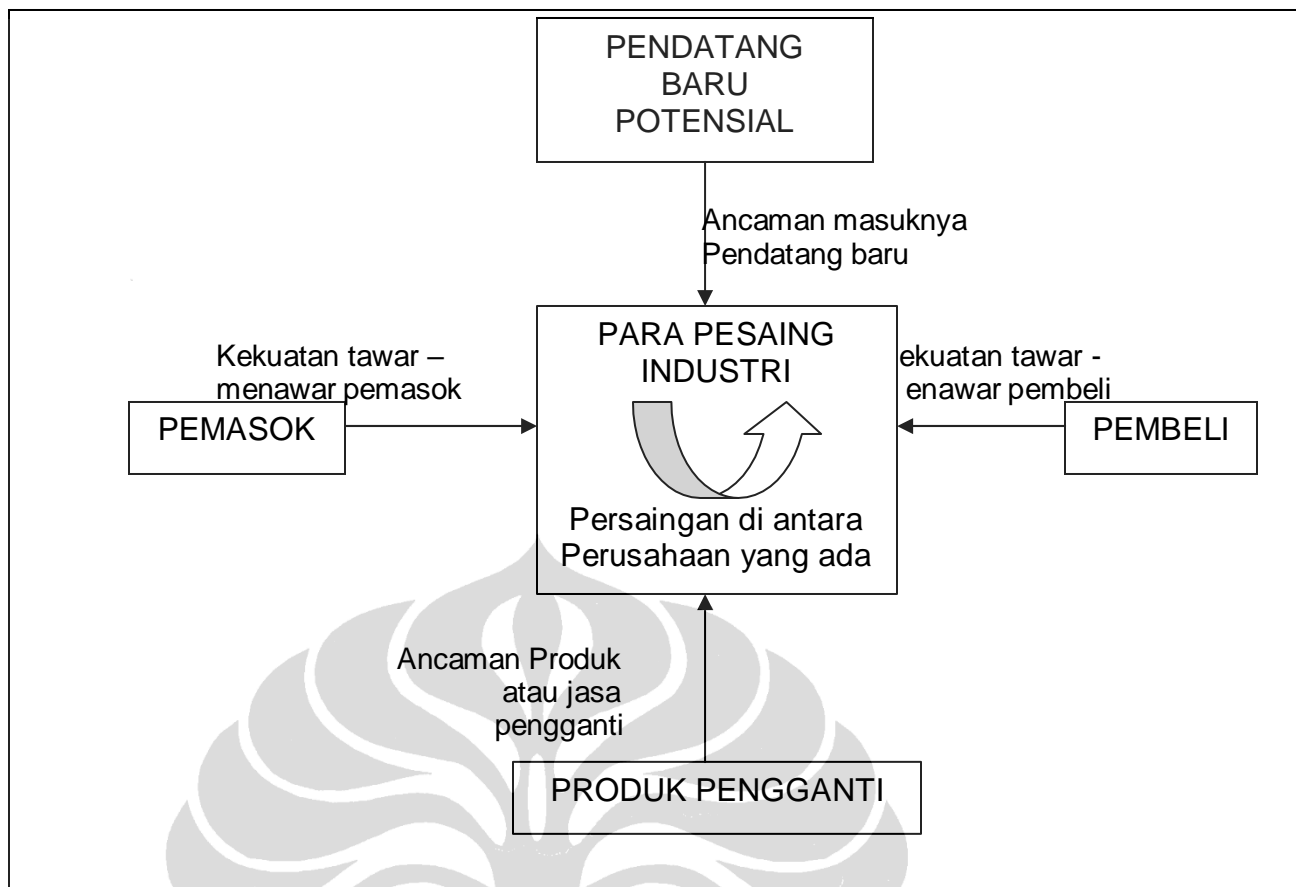 PENDATANG
BARU
POTENSIAL
Ancaman masuknya
Pendatang baru
Kekuatan tawar –
menawar pemasok
PEMASOK
PARA PESAING
INDUSTRI
Persaingan di antara
Perusahaan yang ada
ekuatan tawar -
enawar pembeli
PEMBELI
Ancaman Produk
atau jasa
pengganti
PRODUK PENGGANTI